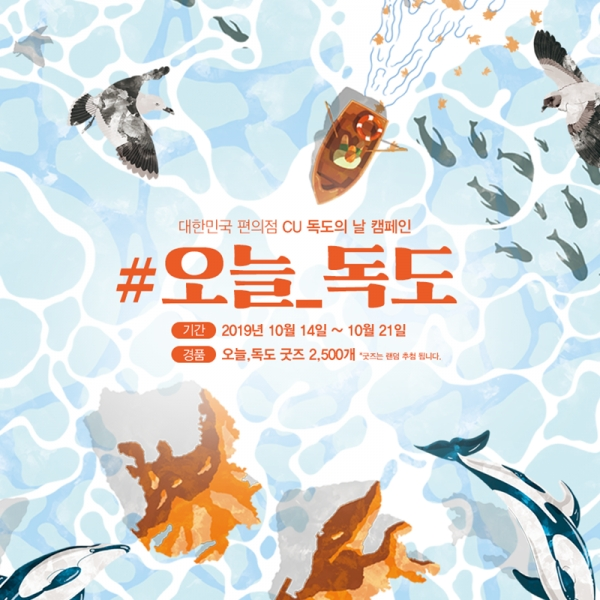 대한민국 편의점 CU 독도의 날 캠페인
#오늘_독도
기간 2019년 10월 14일 ~ 10월 21일
경품 오늘,독도 굿즈 2,500개 *굿즈는 랜덤 추첨 됩니다.